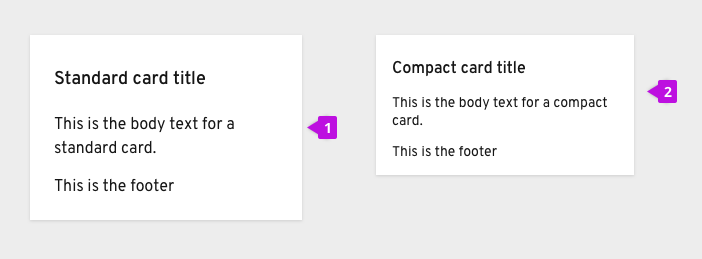 Standard card title
This is the body text for a
standard card.
This is the footer
1
Compact card title
This is the body text for a compact
card.
This is the footer
2